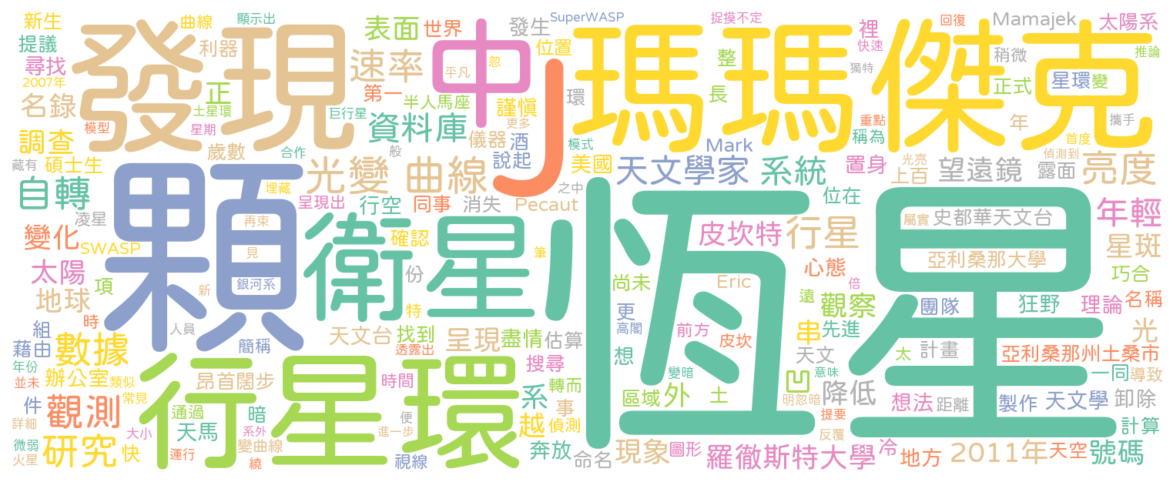 新生 曲線 顯示出 SuperWASP 捉摸不定 回復 推論
提議 利器 表面 世界 發生 位置 裡 Mamajek 太陽系
尋找 發現 速率 中 J 瑪瑪傑克 整 稍微 快速 獨特
2007年 土星環 正 第一 平凡 忽 環 長 正式 星環 變
名錄 巨行星 半人馬座 謹慎 年 稱為 重點 攜手 首度
模型 星期 資料庫 儀器 酒 更多 模式 Mark
調查 歲數 合作 般 說起 美國 置身 光亮 偵測到
藏有 碩士生 光變 曲線 天文學家 系統 上百 望遠鏡 露面 亮度
自轉 埋藏 呈現出 行空 同事 消失 之中 Pecaut 位在
凌星 顆 再束 衛星 恆星 屬實 史都華天文台 年輕
變化 SWASP 見 確認 筆 皮坎特 行星 星斑
太陽 項 銀河系 份 尚未 心態 亞利桑那大學 巧合
地球 時 新 特 Eric 遠 倍 觀察 團隊 狂野 理論 名稱
組 人員 天文台 找到 呈現 盡情 估算 更 高閣 前方 皮坎 串 先進 光
藉由 數據 簡稱 透露出 想 變暗 天文 太 計畫 亞利桑那州土桑市
年份 並未 辦公室 類似 昂首闊步 行星環 時間 搜尋 轉而 區域 外 土 凹 意味 一同 導致
件 常見 系 事 明忽暗 降低 想法 距離 製作 天文學 卸除
詳細 觀測 通過 暗 便 越 偵測 提要 計算
微弱 大小 天馬 變曲線 進一步 奔放 現象 圖形 反覆 號碼
火星 研究 快 運行 系外 繞 視線 命名 羅徹斯特大學 冷 地方 2011年 天空